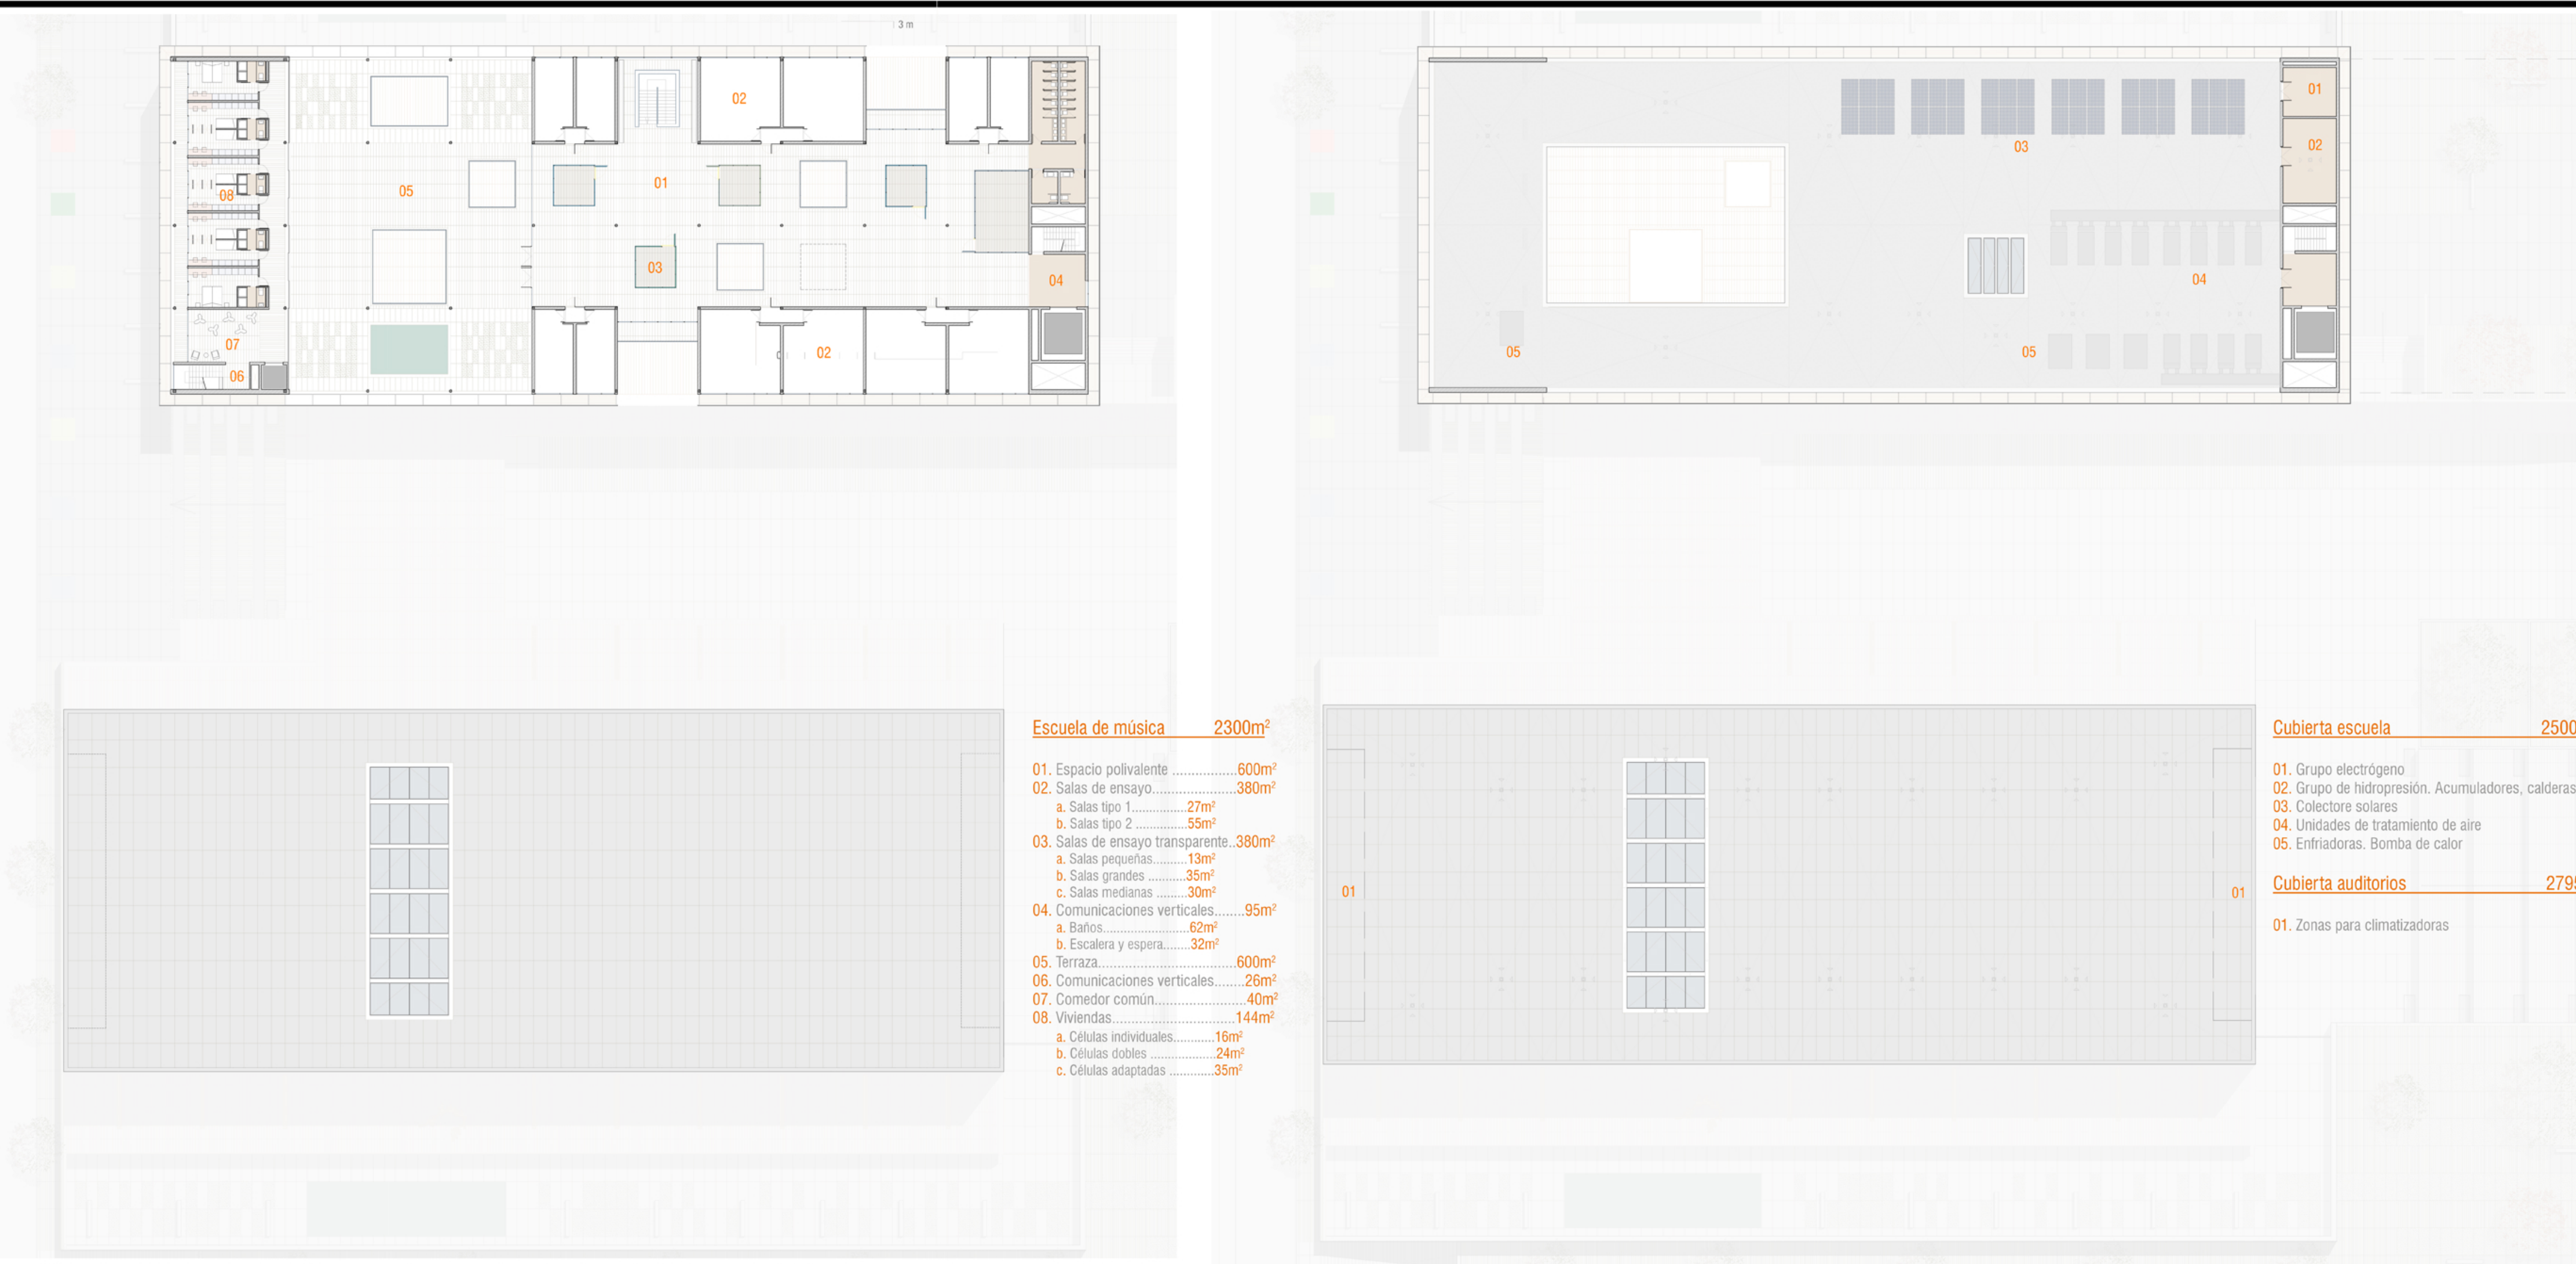 3 m
02
01
05
08
03
04
02
07
06
01
02
03
04
05
05
Escuela de música 2300m²
01. Espacio polivalente ................600m²
02. Salas de ensayo.....................380m²
a. Salas tipo 1..............27m²
b. Salas tipo 2 ..............55m²
03. Salas de ensayo transparente..380m²
a. Salas pequeñas.........13m²
b. Salas grandes ..........35m²
c. Salas medianas ........30m²
04. Comunicaciones verticales.......95m²
a. Baños......................62m²
b. Escalera y espera.......32m²
05. Terraza...................................600m²
06. Comunicaciones verticales.......26m²
07. Comedor común.......................40m²
08. Viviendas...............................144m²
a. Células individuales...........16m²
b. Células dobles .................24m²
c. Células adaptadas ............35m²
01
01
Cubierta escuela 2500
01. Grupo electrógeno
02. Grupo de hidropresión. Acumuladores, calderas
03. Colectore solares
04. Unidades de tratamiento de aire
05. Enfriadoras. Bomba de calor
Cubierta auditorios 2795
01. Zonas para climatizadoras